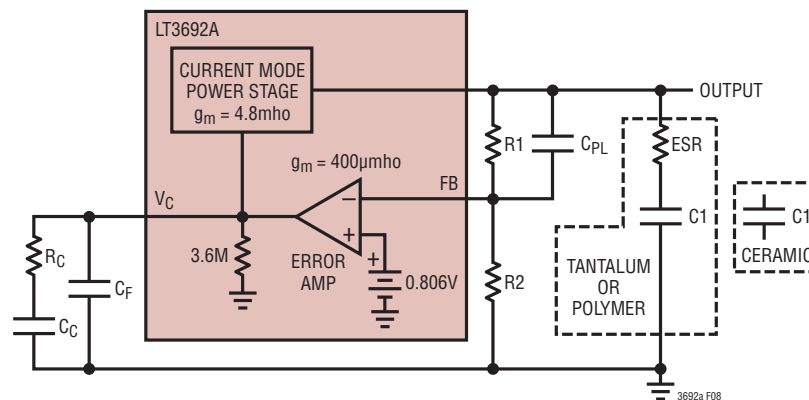 LT3692A
CURRENT MODE
POWER STAGE
gm = 4.8mho
OUTPUT
R1
CPL
ESR
gm = 400µmho
FB
VC
C1
C1
CERAMIC
RC
3.6M
ERROR
AMP
0.806V
R2
TANTALUM
OR
POLYMER
CF
CC
3692a F08